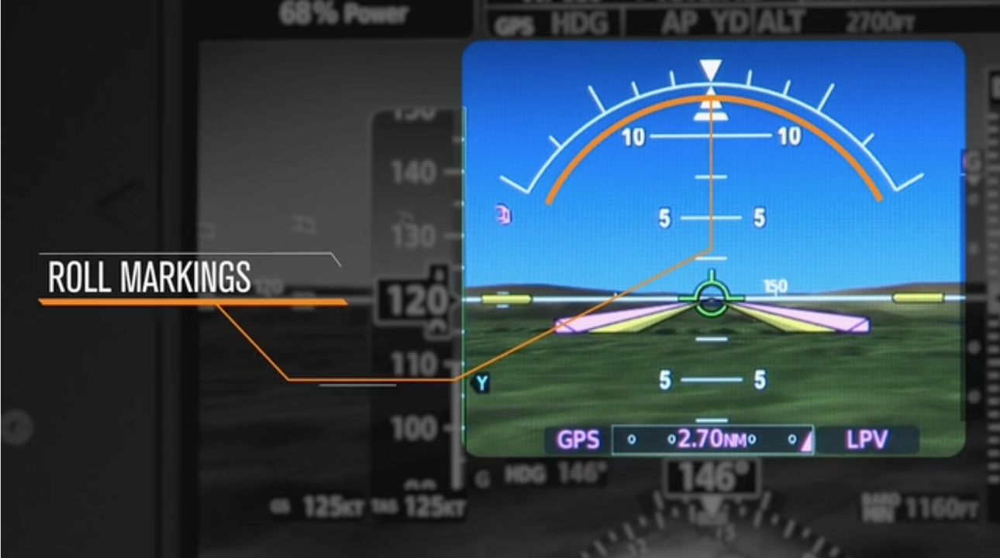 68% Power
GPS HDG AP YD ALT 2700FT
10 10
140
5 5
130
ROLL MARKINGS
150
120
110
Y
5 5
100
GPS 2.70NM LPV
G HDG 146°
146°
GS 125KT TAS 125KT
BARO MIN 1160FT